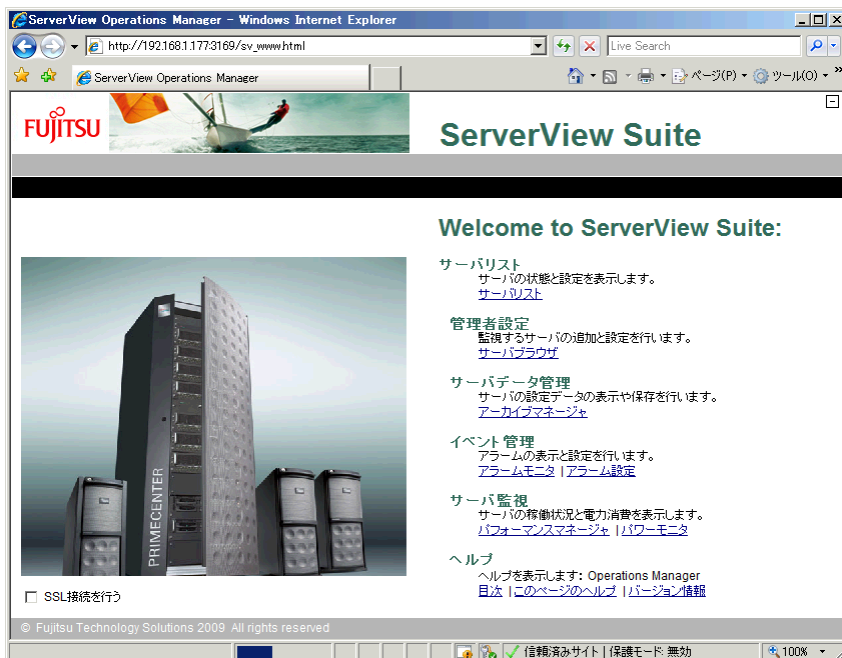 ServerView Operations Manager - Windows Internet Explorer
http://192.168.1.177:3169/sv_www.html
Live Search
ServerView Operations Manager
ページ(P)
ツール(O)
FUJITSU
ServerView Suite
Welcome to ServerView Suite:
サーバリスト
サーバの状態と設定を表示します。
サーバリスト
管理者設定
監視するサーバの追加と設定を行います。
サーバブラウザ
サーバデータ管理
サーバの設定データの表示や保存を行います。
アーカイブマネージャ
イベント管理
アラームの表示と設定を行います。
アラームモニタ | アラーム設定
サーバ監視
サーバの稼働状況と電力消費を表示します。
パフォーマンスマネージャ | パワーモニタ
ヘルプ
ヘルプを表示します: Operations Manager
目次 | このページのヘルプ | バージョン情報
PRIMECENTER
SSL接続を行う
© Fujitsu Technology Solutions 2009 All rights reserved
信頼済みサイト | 保護モード: 無効
100%